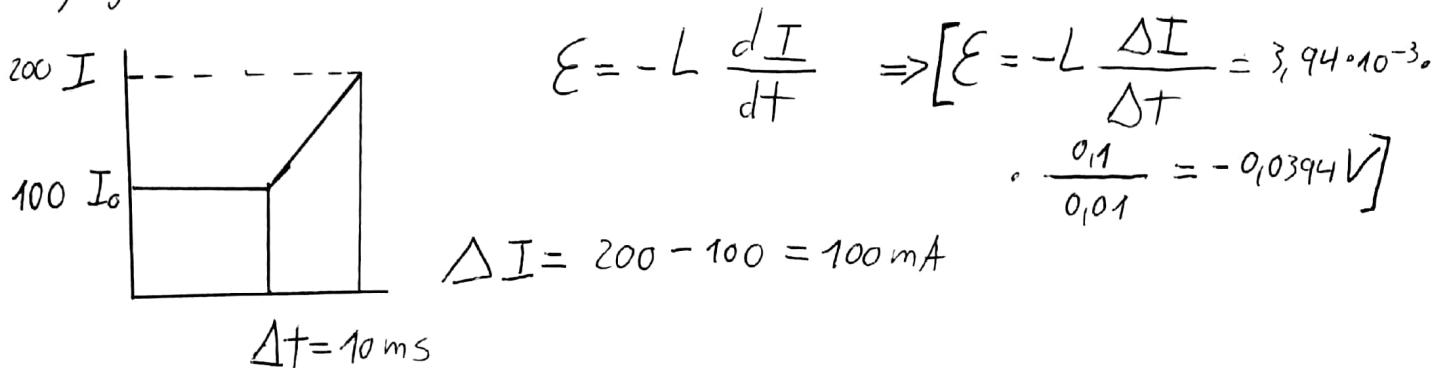 200 I
ε = -L dI/dt => [ε = -L ΔI/Δt = 3,94·10⁻³·
· 0,1/0,01 = - 0,0394 V]
100 I₀
ΔI = 200 - 100 = 100 mA
Δt = 10 ms